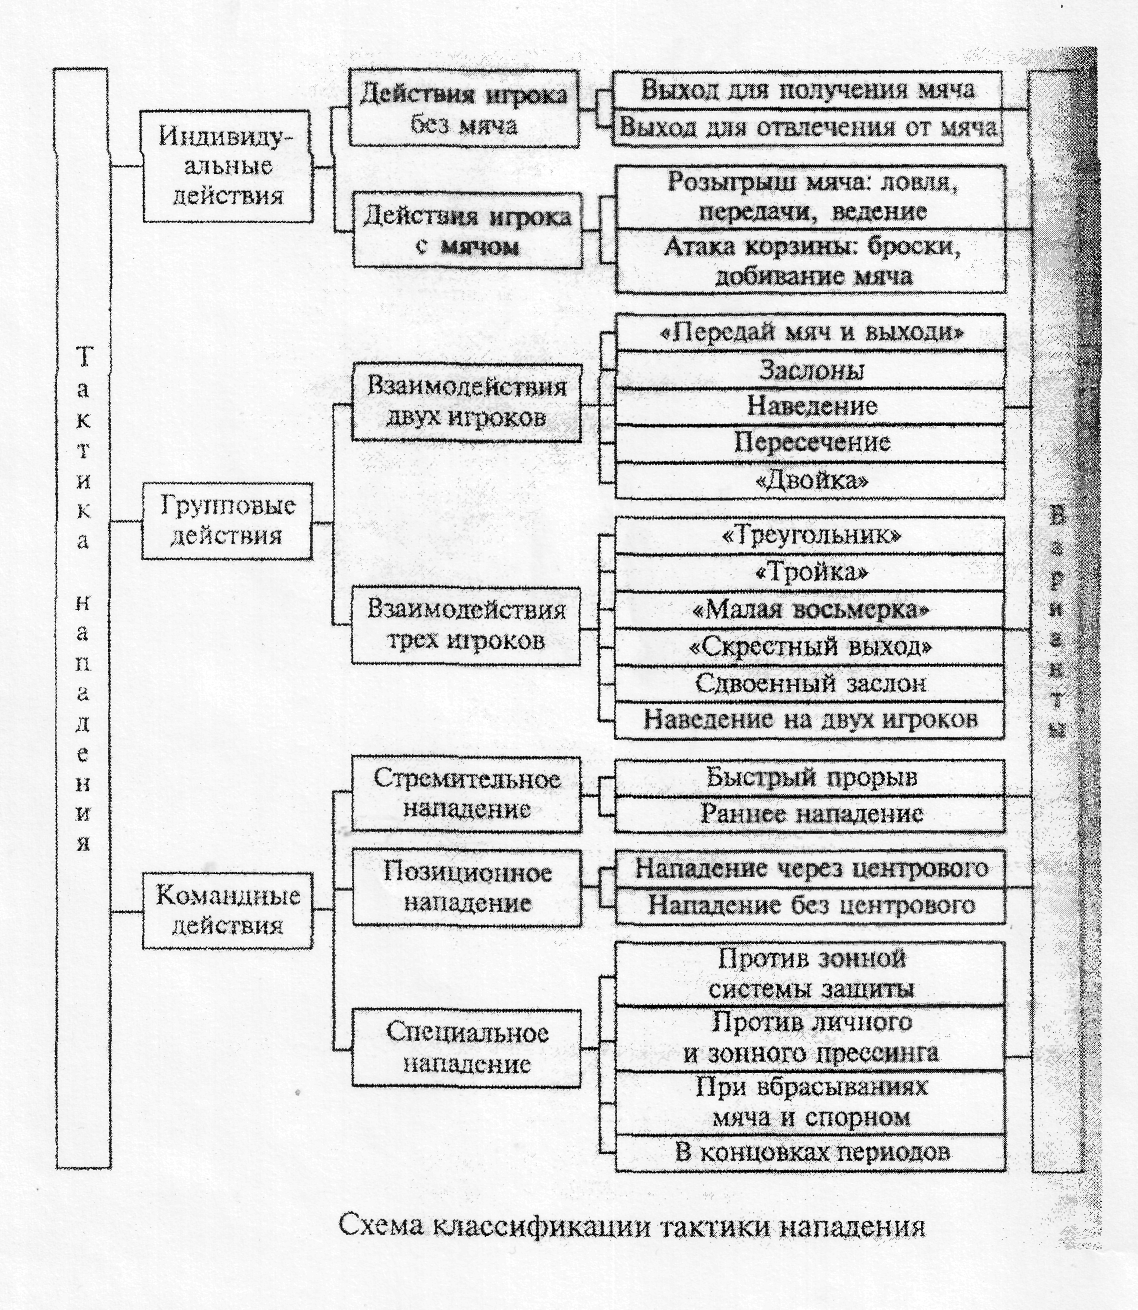 Тактика нападения
Индивиду-
альные
действия
Действия игрока
без мяча
Выход для получения мяча
Выход для отвлечения от мяча
Действия игрока
с мячом
Розыгрыш мяча: ловля,
передачи, ведение
Атака корзины: броски,
добивание мяча
Групповые
действия
Взаимодействия
двух игроков
«Передай мяч и выходи»
Заслоны
Наведение
Пересечение
«Двойка»
Взаимодействия
трех игроков
«Треугольник»
«Тройка»
«Малая восьмерка»
«Скрестный выход»
Сдвоенный заслон
Наведение на двух игроков
Командные
действия
Стремительное
нападение
Быстрый прорыв
Раннее нападение
Позиционное
нападение
Нападение через центрового
Нападение без центрового
Специальное
нападение
Против зонной
системы защиты
Против личного
и зонного прессинга
При вбрасываниях
мяча и спорном
В концовках периодов
Варианты
Схема классификации тактики нападения